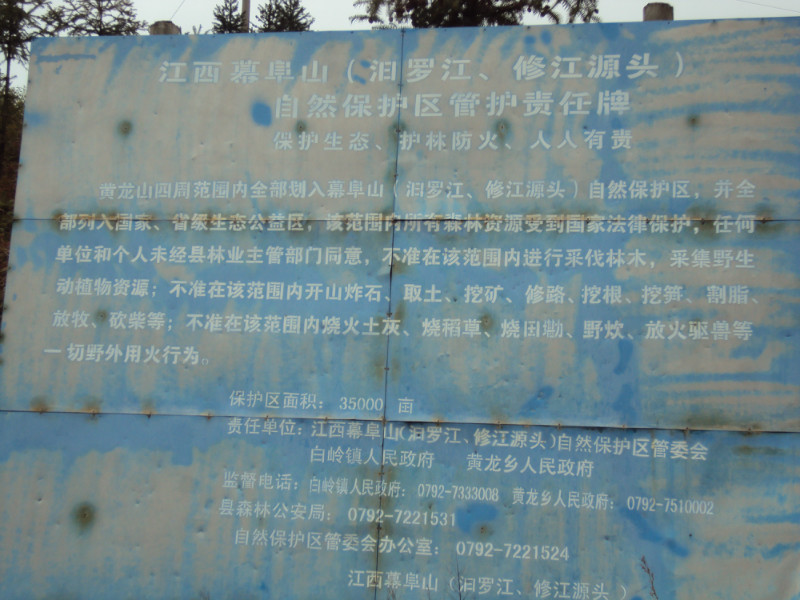 江西幕阜山（汨罗江、修江源头）
自然保护区管护责任牌
保护生态、护林防火、人人有责
黄龙山四周范围内全部划入幕阜山（汨罗江、修江源头）自然保护区，并全
部列入国家、省级生态公益区，该范围内所有森林资源受到国家法律保护，任何
单位和个人未经县林业主管部门同意，不准在该范围内进行采伐林木，采集野生
动植物资源；不准在该范围内开山炸石、取土、挖矿、修路、挖根、挖笋、割脂、
放牧、砍柴等；不准在该范围内烧火土灰、烧稻草、烧田塝、野炊、放火驱兽等
一切野外用火行为。
保护区面积：35000 亩
责任单位：江西幕阜山(汨罗江、修江源头)自然保护区管委会
白岭镇人民政府 黄龙乡人民政府
监督电话：白岭镇人民政府：0792-7333008 黄龙乡人民政府：0792-7510002
县森林公安局：0792-7221531
自然保护区管委会办公室：0792-7221524
江西幕阜山（汨罗江、修江源头）